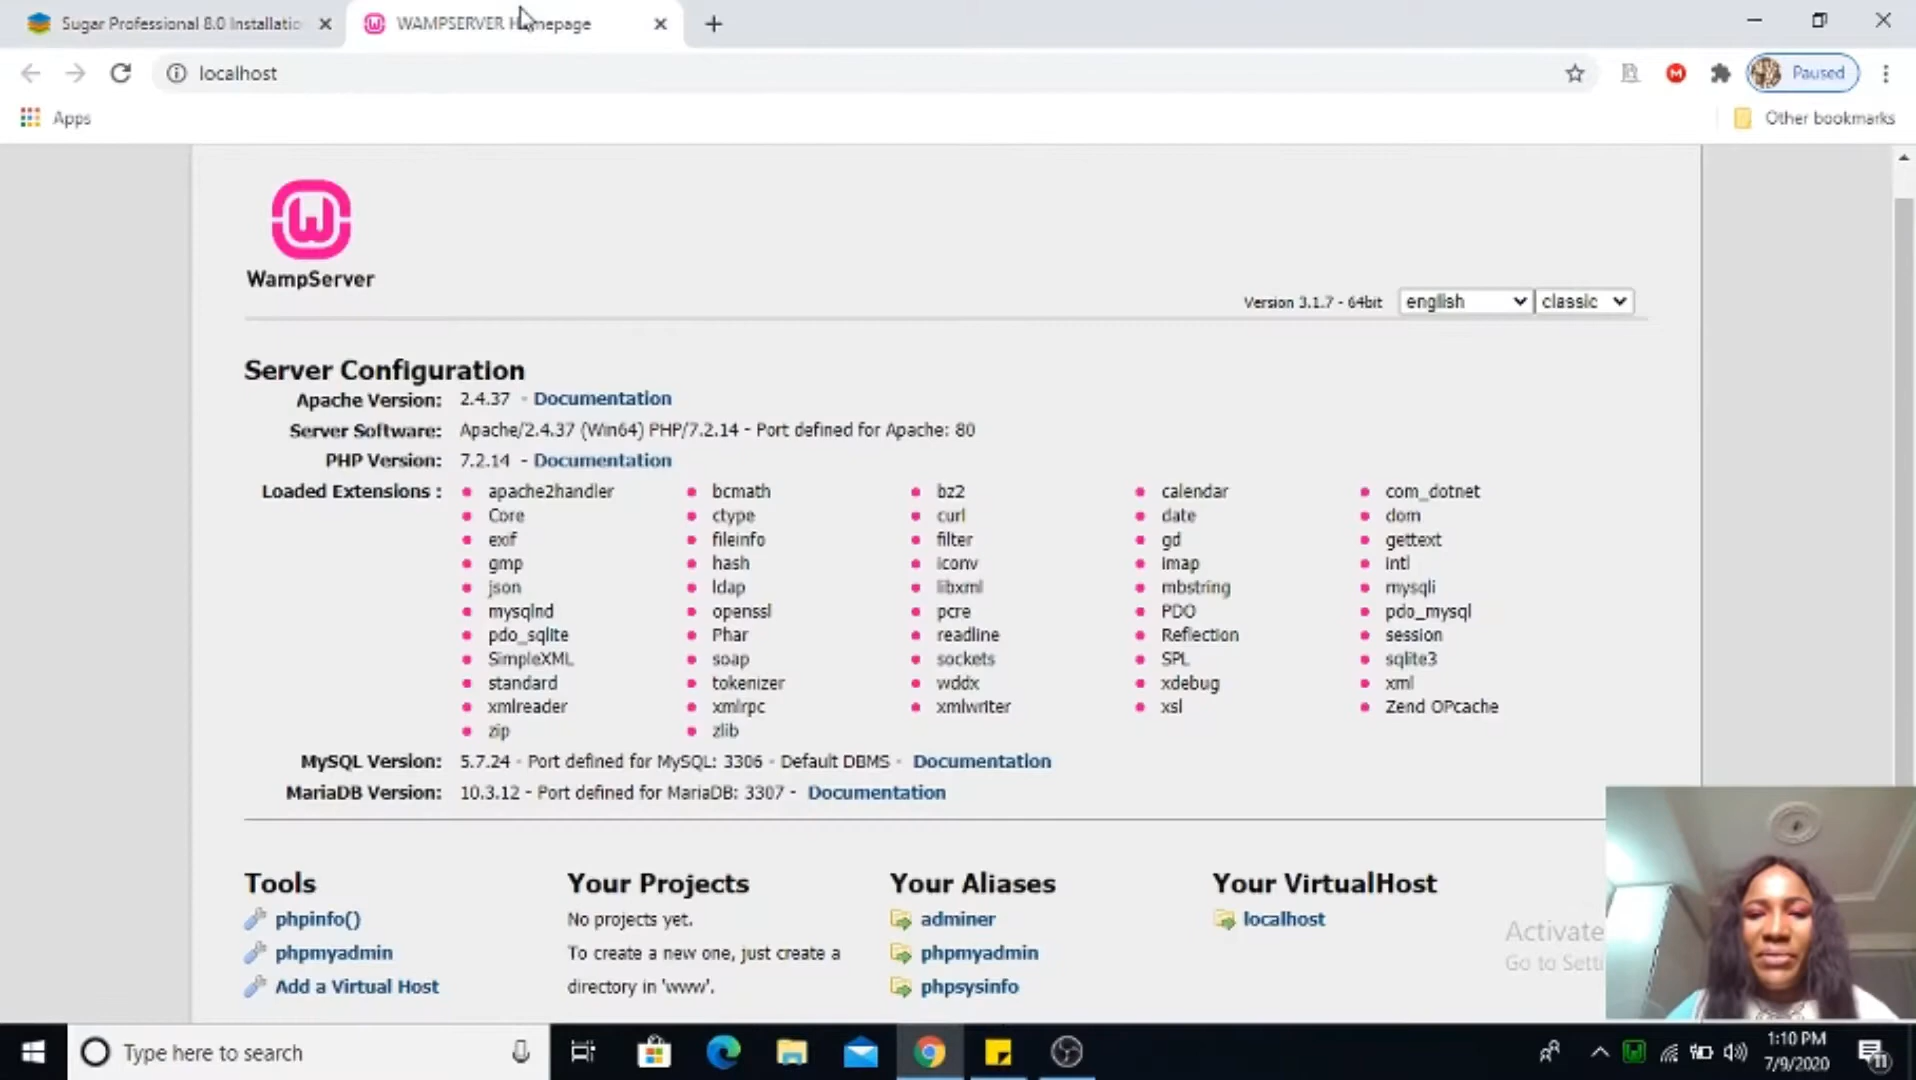 Sugar Professional 8.0 Installatio
WAMPSERVER Homepage
localhost
Paused
Apps
Other bookmarks
WampServer
Version 3.1.7 - 64bit english classic
Server Configuration
Apache Version: 2.4.37 - Documentation
Server Software: Apache/2.4.37 (Win64) PHP/7.2.14 - Port defined for Apache: 80
PHP Version: 7.2.14 - Documentation
Loaded Extensions : apache2handler bcmath bz2 calendar com_dotnet
Core ctype curl date dom
exif fileinfo filter gd gettext
gmp hash iconv imap intl
json ldap libxml mbstring mysqli
mysqlnd openssl pcre PDO pdo_mysql
pdo_sqlite Phar readline Reflection session
SimpleXML soap sockets SPL sqlite3
standard tokenizer wddx xdebug xml
xmlreader xmlrpc xmlwriter xsl Zend OPcache
zip zlib
MySQL Version: 5.7.24 - Port defined for MySQL: 3306 - Default DBMS - Documentation
MariaDB Version: 10.3.12 - Port defined for MariaDB: 3307 - Documentation
Tools
phpinfo()
phpmyadmin
Add a Virtual Host
Your Projects
No projects yet.
To create a new one, just create a
directory in 'www'.
Your Aliases
adminer
phpmyadmin
phpsysinfo
Your VirtualHost
localhost
Activate
Go to Setti
Type here to search
1:10 PM
7/9/2020
11